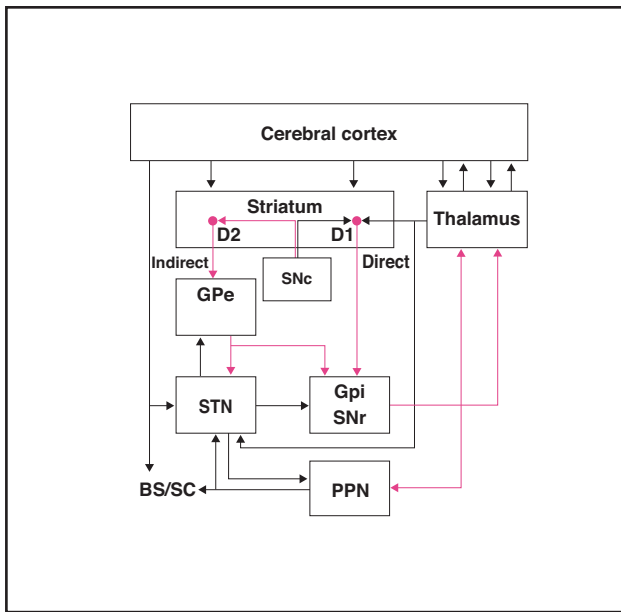 Cerebral cortex
Striatum
Thalamus
D2
D1
Indirect
SNc
Direct
GPe
STN
Gpi
SNr
BS/SC
PPN